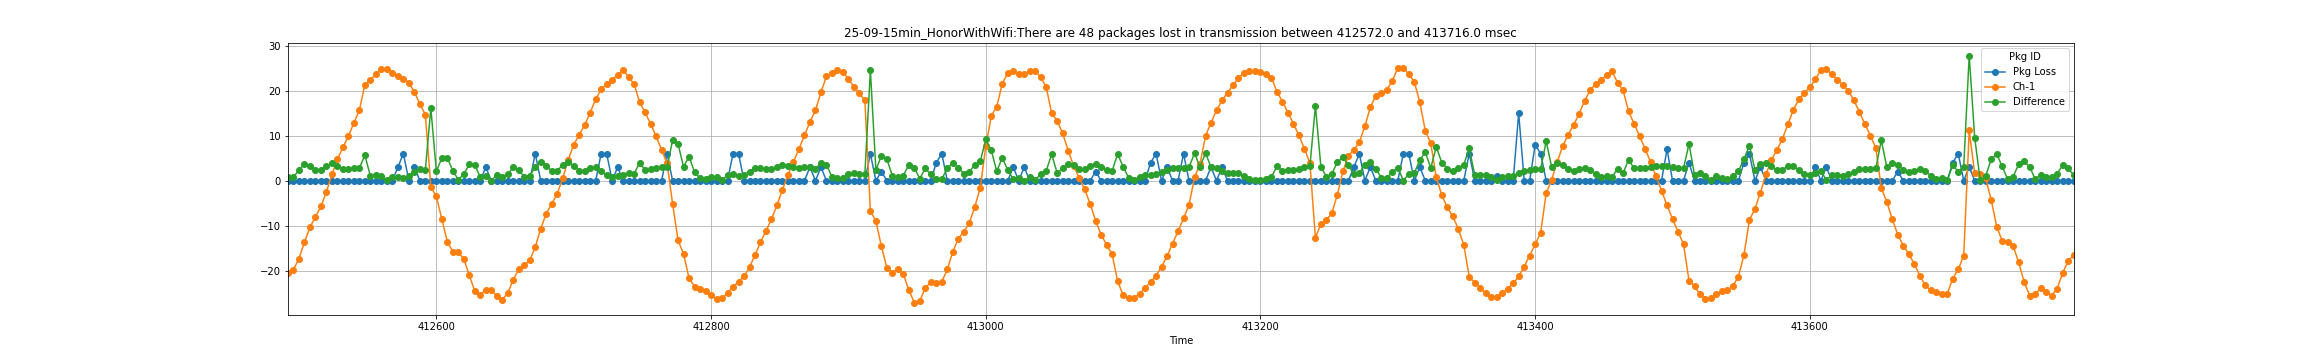 25-09-15min_HonorWithWifi:There are 48 packages lost in transmission between 412572.0 and 413716.0 msec
30
20
10
0
−10
−20
Pkg ID
Pkg Loss
Ch-1
Difference
412600 412800 413000 413200 413400 413600
Time